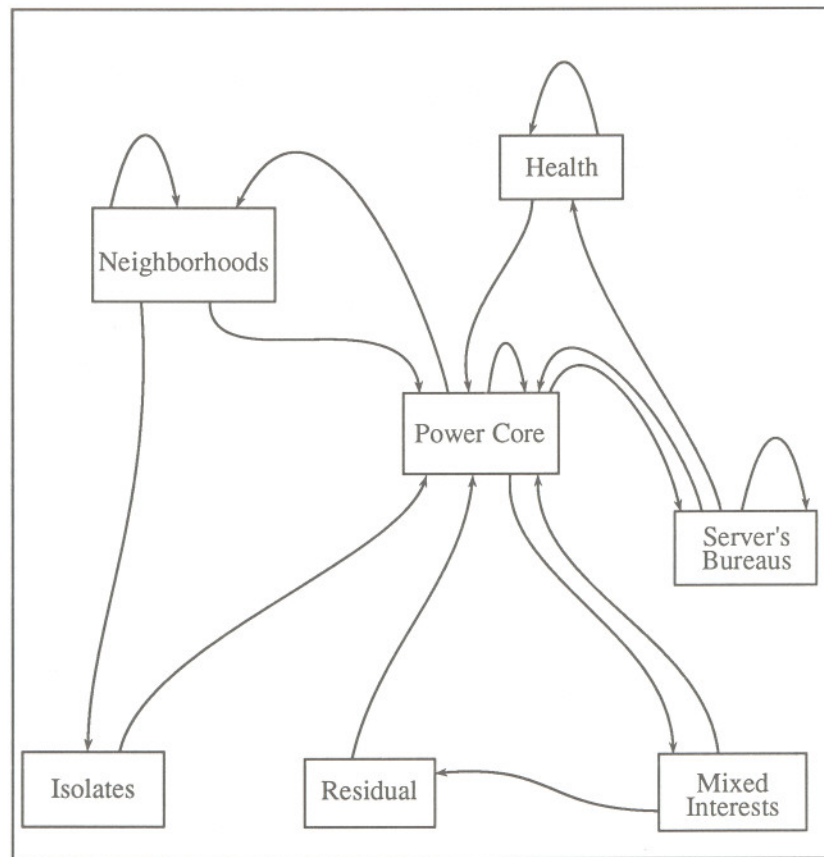 Health
Neighborhoods
Power Core
Server's
Bureaus
Isolates
Residual
Mixed
Interests